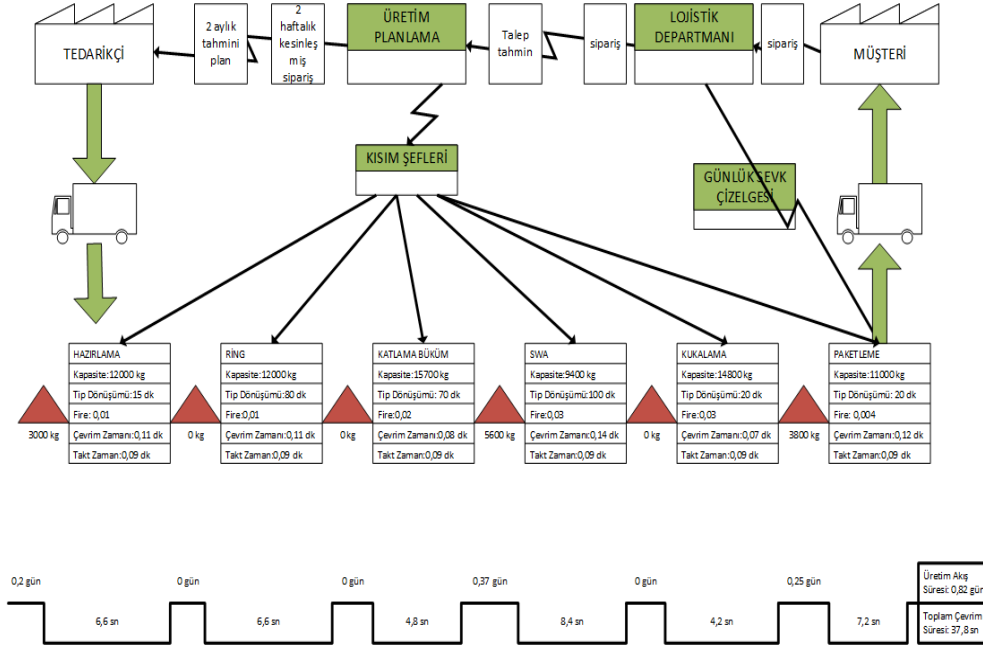 TEDARİKÇİ
2 aylık
tahmini
plan
2
haftalık
kesinleş
miş
sipariş
ÜRETİM
PLANLAMA
Talep
tahmin
sipariş
LOJİSTİK
DEPARTMANI
sipariş
MÜŞTERİ
KISIM ŞEFLERİ
GÜNLÜK SEVK
ÇİZELGESİ
HAZIRLAMA
Kapasite:12000 kg
Tip Dönüşümü:15 dk
Fire: 0,01
Çevrim Zamanı:0,11 dk
Takt Zaman:0,09 dk
RİNG
Kapasite:12000 kg
Tip Dönüşümü:80 dk
Fire:0,01
Çevrim Zamanı:0,11 dk
Takt Zaman:0,09 dk
KATLAMA BÜKÜM
Kapasite:15700 kg
Tip Dönüşümü: 70 dk
Fire:0,02
Çevrim Zamanı:0,08 dk
Takt Zaman:0,09 dk
SWA
Kapasite:9400 kg
Tip Dönüşümü:100 dk
Fire:0,03
Çevrim Zamanı:0,14 dk
Takt Zaman:0,09 dk
KUKALAMA
Kapasite:14800 kg
Tip Dönüşümü:20 dk
Fire:0,03
Çevrim Zamanı:0,07 dk
Takt Zaman:0,09 dk
PAKETLEME
Kapasite:11000 kg
Tip Dönüşümü: 20 dk
Fire: 0,004
Çevrim Zamanı:0,12 dk
Takt Zaman:0,09 dk
3000 kg
0 kg
0 kg
5600 kg
0 kg
3800 kg
0,2 gün
0 gün
0 gün
0,37 gün
0 gün
0,25 gün
6,6 sn
6,6 sn
4,8 sn
8,4 sn
4,2 sn
7,2 sn
Üretim Akış
Süresi: 0,82 gün
Toplam Çevrim
Süresi: 37,8 sn